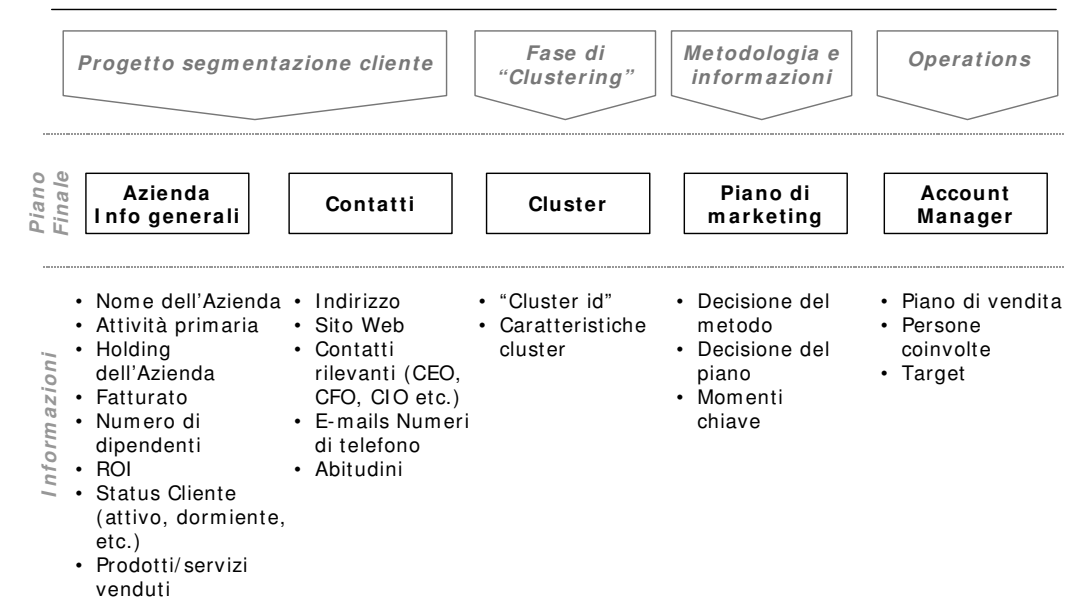 Progetto segmentazione cliente
Fase di
“Clustering”
Metodologia e
informazioni
Operations
Piano
Finale
Azienda
Info generali
Contatti
Cluster
Piano di
marketing
Account
Manager
Informazioni
• Nome dell'Azienda
• Attività primaria
• Holding
dell'Azienda
• Fatturato
• Numero di
dipendenti
• ROI
• Status Cliente
(attivo, dormiente,
etc.)
• Prodotti/servizi
venduti
• Indirizzo
• Sito Web
• Contatti
rilevanti (CEO,
CFO, CIO etc.)
• E-mails Numeri
di telefono
• Abitudini
• “Cluster id”
• Caratteristiche
cluster
• Decisione del
metodo
• Decisione del
piano
• Momenti
chiave
• Piano di vendita
• Persone
coinvolte
• Target